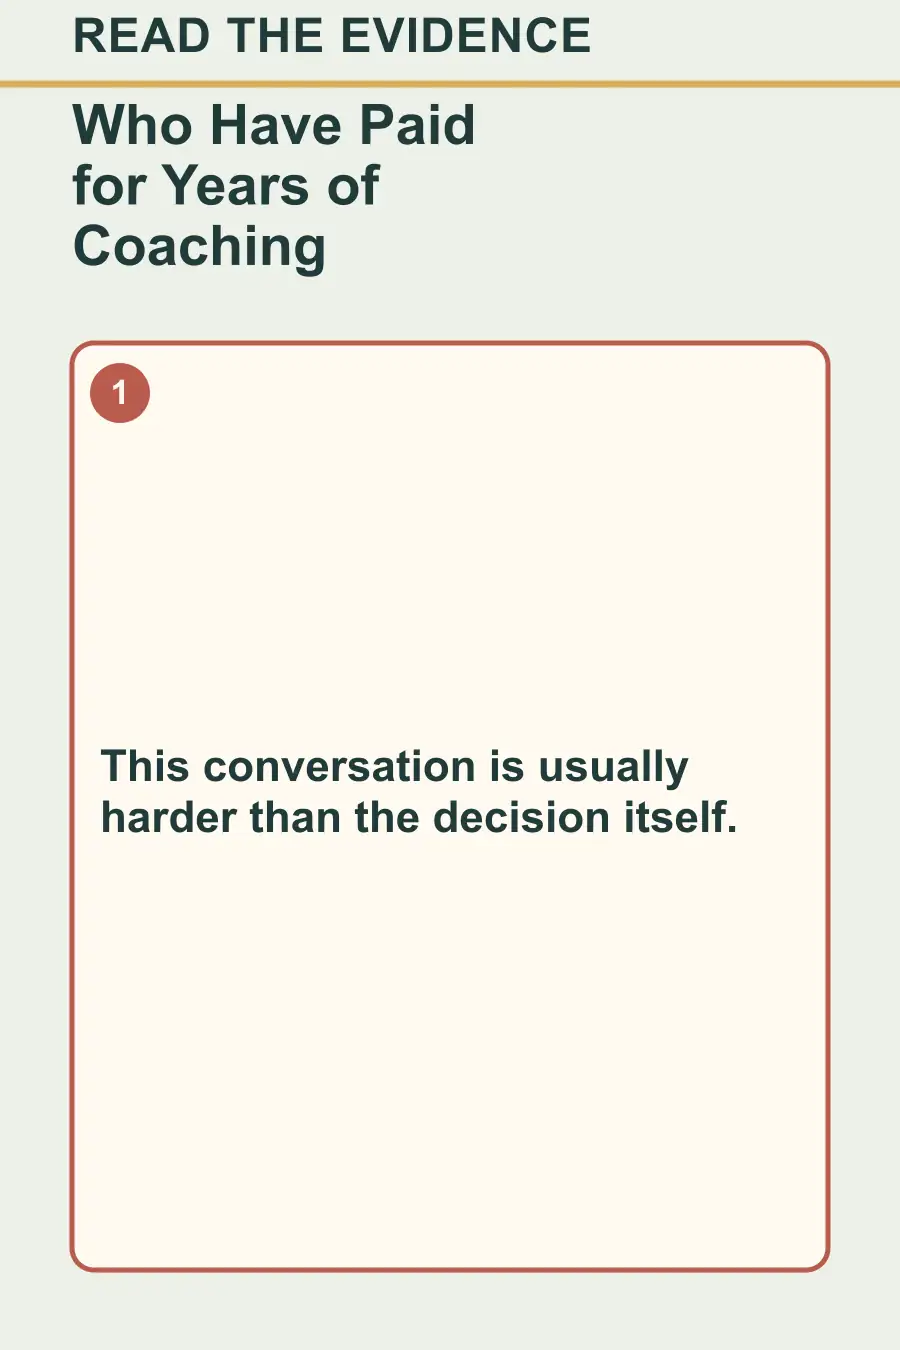 READ THE EVIDENCE
Who Have Paid
for Years of
Coaching
1
This conversation is usually
harder than the decision itself.